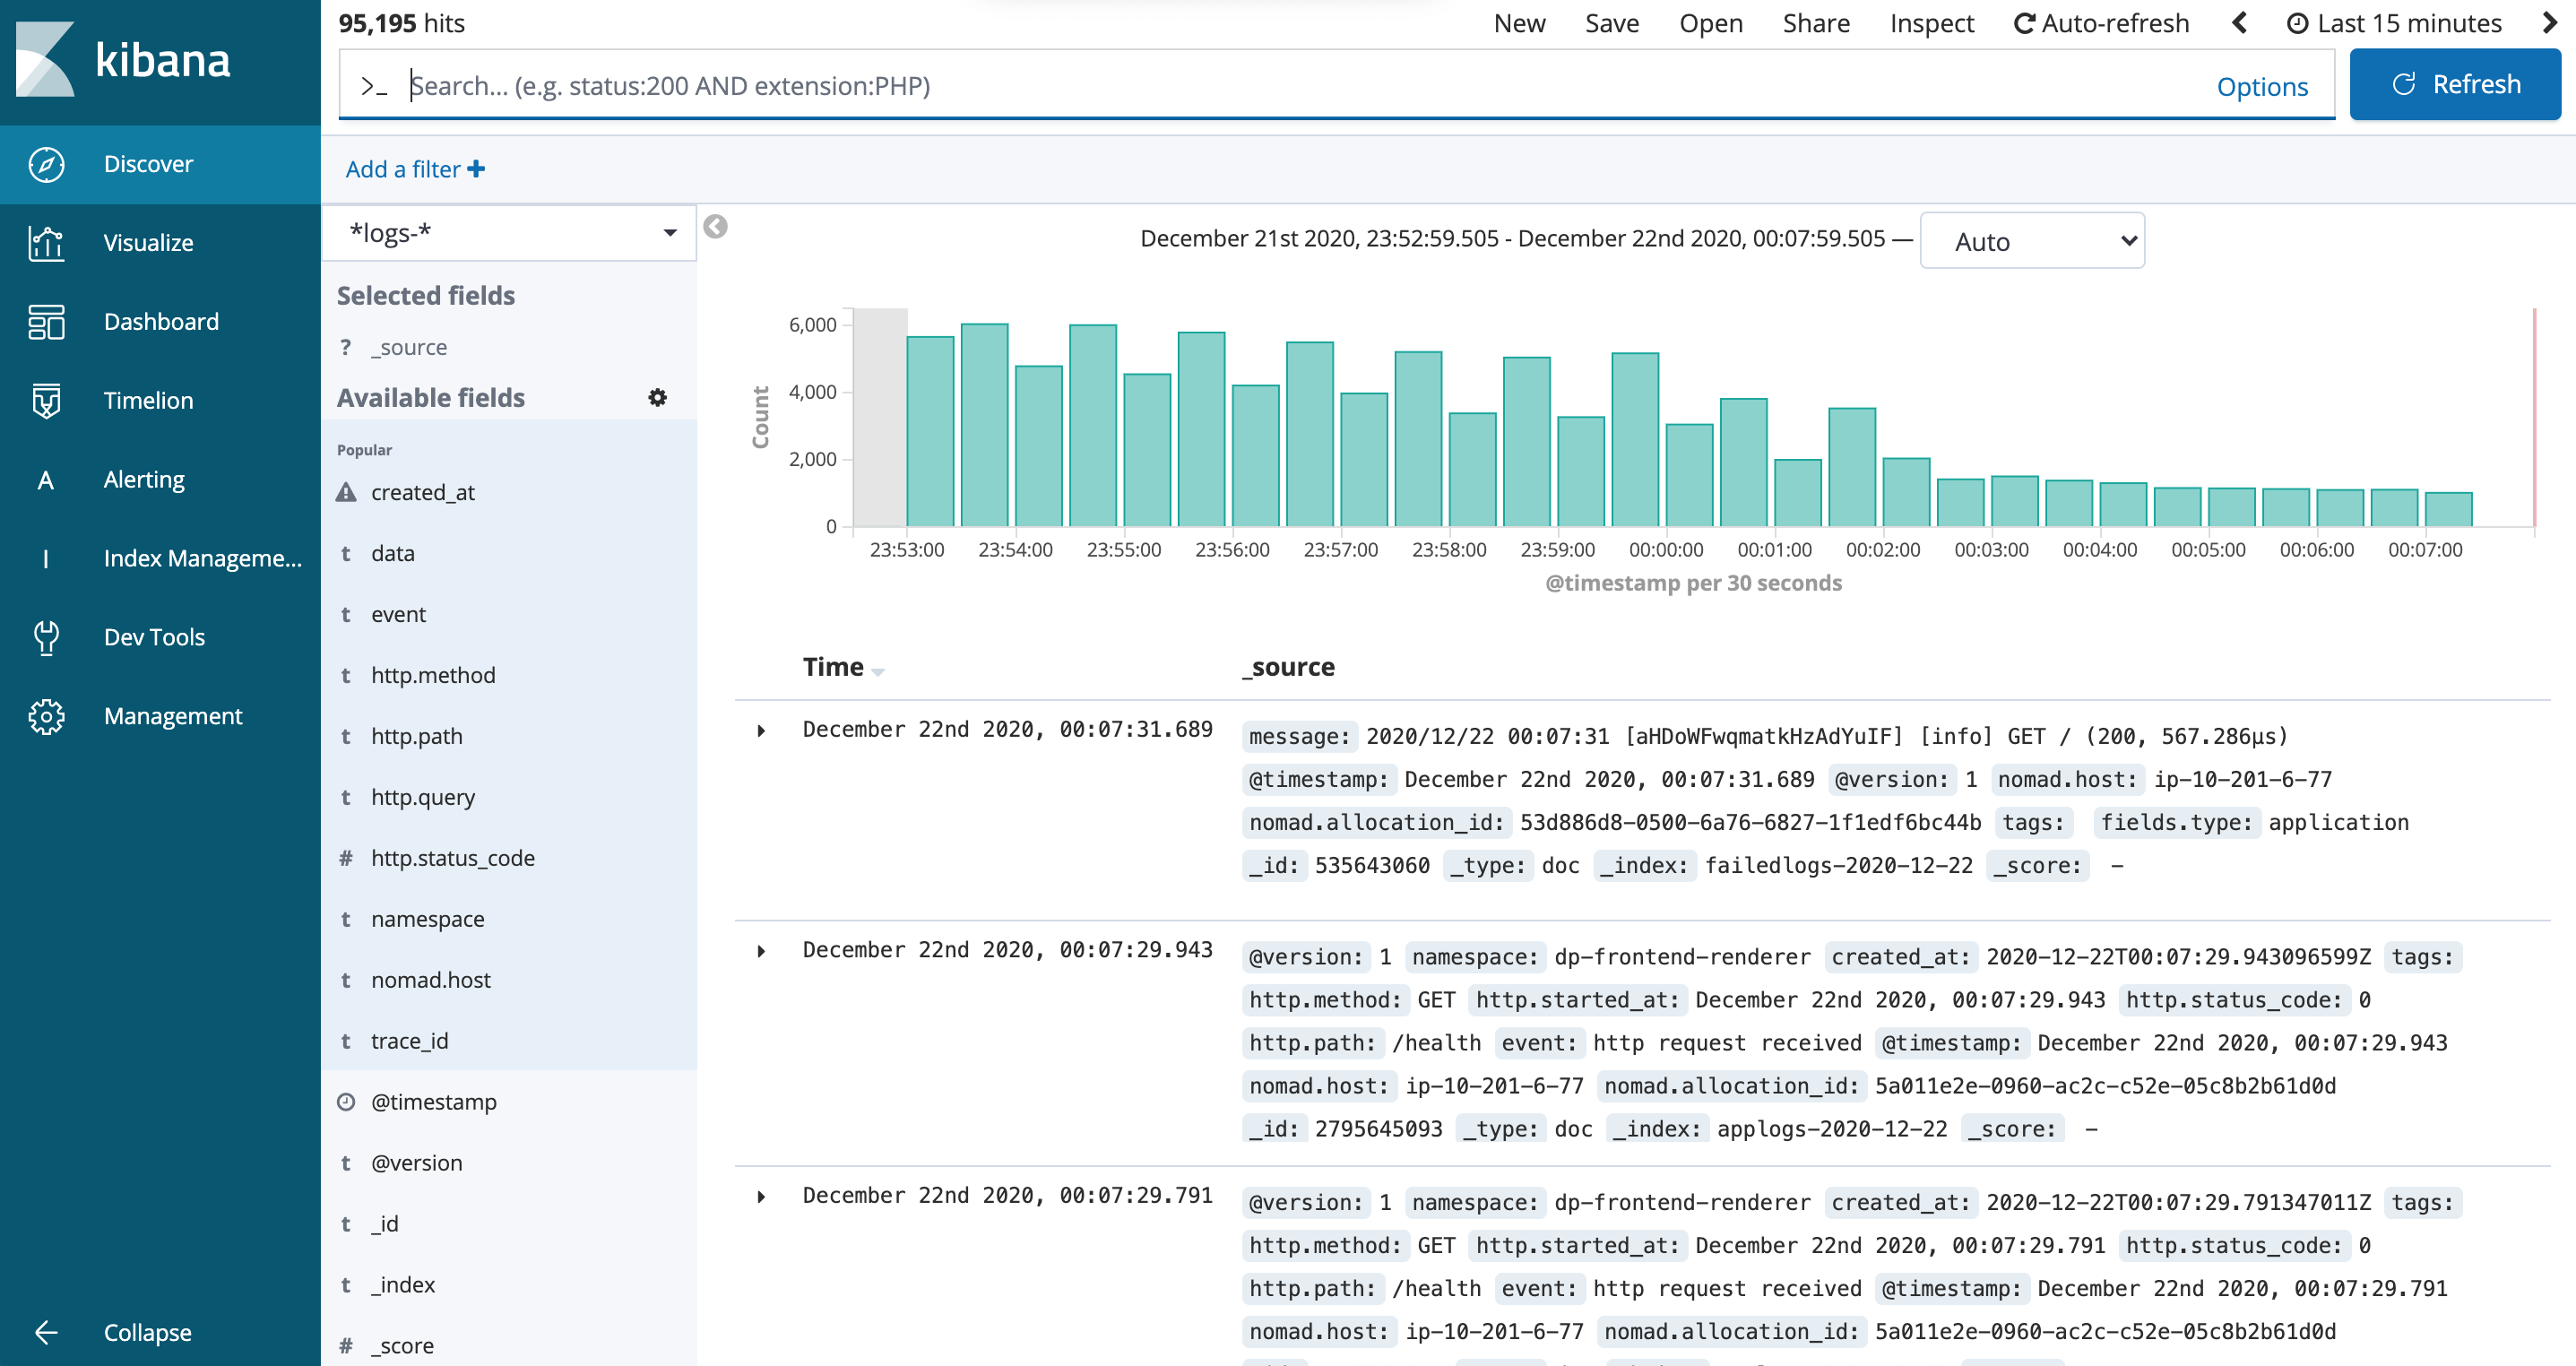 kibana
Discover
Visualize
Dashboard
Timelion
A Alerting
I Index Manageme...
Dev Tools
Management
Collapse
95,195 hits
New Save Open Share Inspect Auto-refresh Last 15 minutes
>_ Search... (e.g. status:200 AND extension:PHP) Options Refresh
Add a filter +
*logs-*
Selected fields
? _source
Available fields
Popular
created_at
t data
t event
t http.method
t http.path
t http.query
# http.status_code
t namespace
t nomad.host
t trace_id
@timestamp
t @version
t _id
t _index
# _score
December 21st 2020, 23:52:59.505 - December 22nd 2020, 00:07:59.505 — Auto
Count
6,000
4,000
2,000
0
23:53:00 23:54:00 23:55:00 23:56:00 23:57:00 23:58:00 23:59:00 00:00:00 00:01:00 00:02:00 00:03:00 00:04:00 00:05:00 00:06:00 00:07:00
@timestamp per 30 seconds
Time _source
December 22nd 2020, 00:07:31.689 message: 2020/12/22 00:07:31 [aHDoWFwqmatkHzAdYuIF] [info] GET / (200, 567.286µs)
@timestamp: December 22nd 2020, 00:07:31.689 @version: 1 nomad.host: ip-10-201-6-77
nomad.allocation_id: 53d886d8-0500-6a76-6827-1f1edf6bc44b tags: fields.type: application
_id: 535643060 _type: doc _index: failedlogs-2020-12-22 _score: -
December 22nd 2020, 00:07:29.943 @version: 1 namespace: dp-frontend-renderer created_at: 2020-12-22T00:07:29.943096599Z tags:
http.method: GET http.started_at: December 22nd 2020, 00:07:29.943 http.status_code: 0
http.path: /health event: http request received @timestamp: December 22nd 2020, 00:07:29.943
nomad.host: ip-10-201-6-77 nomad.allocation_id: 5a011e2e-0960-ac2c-c52e-05c8b2b61d0d
_id: 2795645093 _type: doc _index: applogs-2020-12-22 _score: -
December 22nd 2020, 00:07:29.791 @version: 1 namespace: dp-frontend-renderer created_at: 2020-12-22T00:07:29.791347011Z tags:
http.method: GET http.started_at: December 22nd 2020, 00:07:29.791 http.status_code: 0
http.path: /health event: http request received @timestamp: December 22nd 2020, 00:07:29.791
nomad.host: ip-10-201-6-77 nomad.allocation_id: 5a011e2e-0960-ac2c-c52e-05c8b2b61d0d